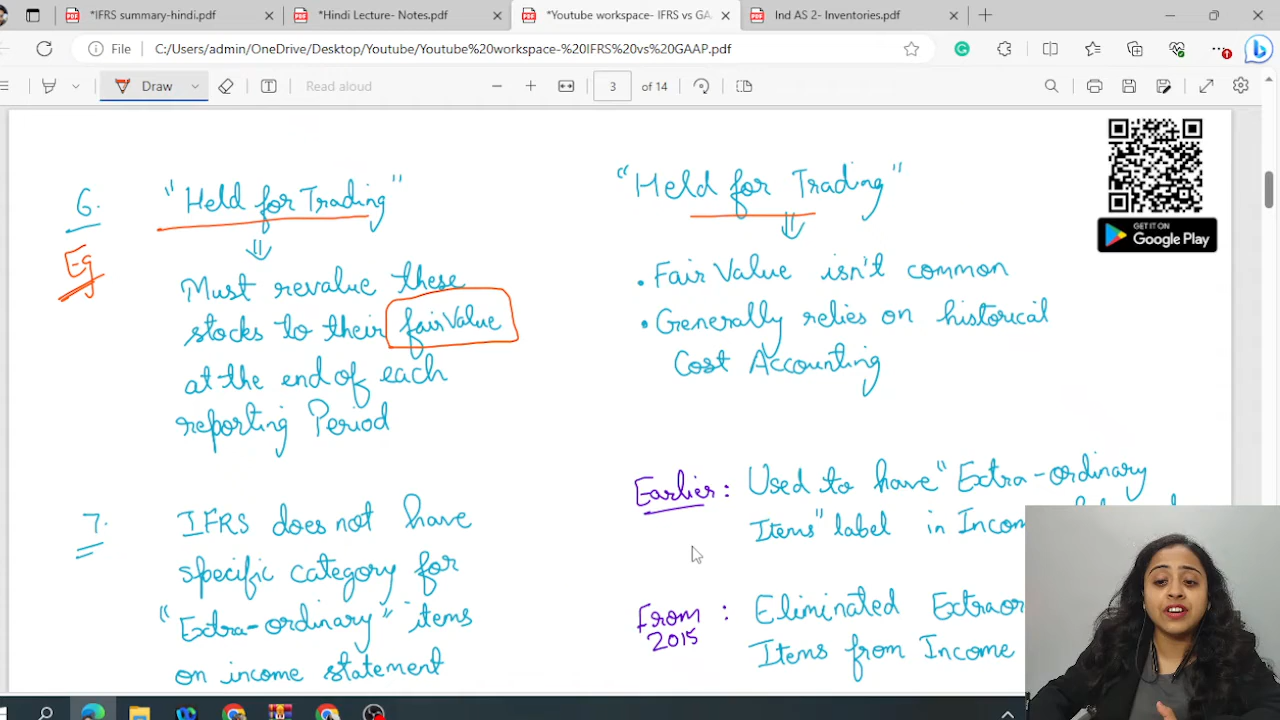 *IFRS summary-hindi.pdf
*Hindi Lecture- Notes.pdf
*Youtube workspace- IFRS vs GA
Ind AS 2- Inventories.pdf
File
C:/Users/admin/OneDrive/Desktop/Youtube/Youtube%20workspace-%20IFRS%20vs%20GAAP.pdf
Draw
Read aloud
3
of 14
GET IT ON
Google Play
6.
Eg
"Held for Trading"
Must revalue these
stocks to their fair Value
at the end of each
reporting Period
"Held for Trading"
• Fair Value isn't common
• Generally relies on historical
Cost Accounting
7.
IFRS does not have
specific category for
"Extra-ordinary" items
on income statement
Earlier: Used to have "Extra-ordinary
Items" label in Incom
From : Eliminated Extraor
2015 Items from Income